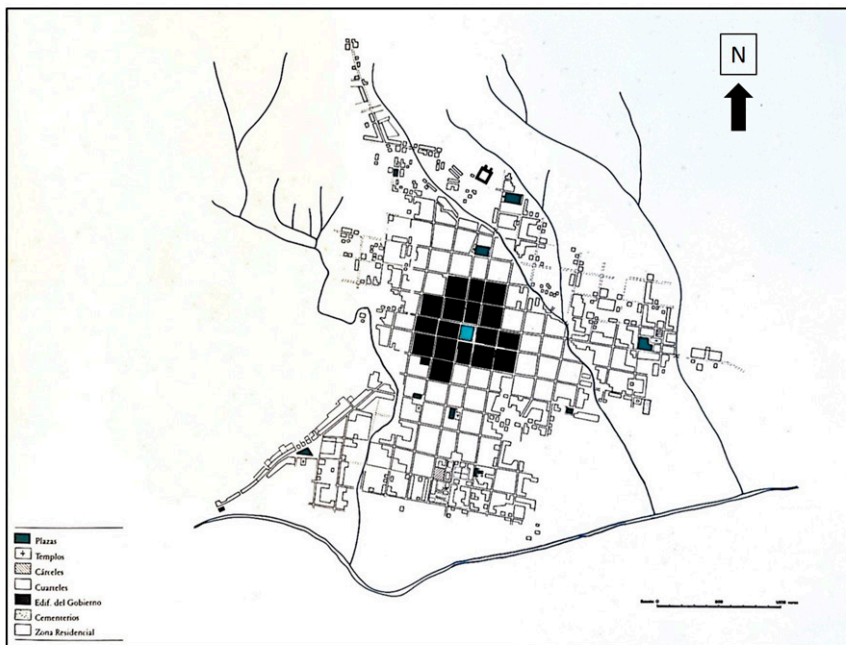 N
Plazas
Templos
Cárceles
Cuarteles
Edif. del Gobierno
Cementerios
Zona Residencial